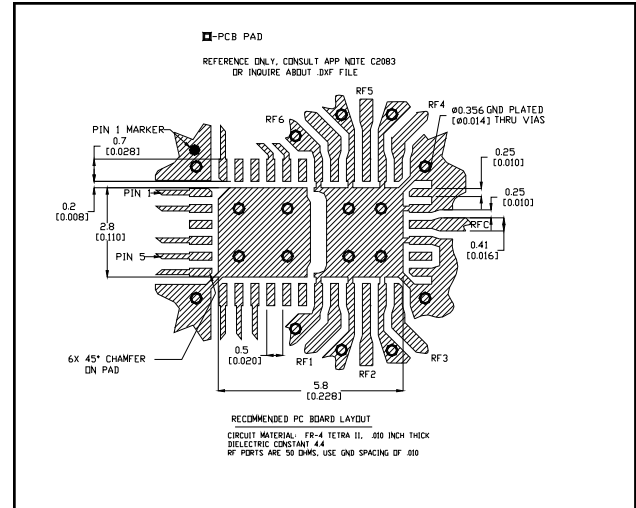 -PCB PAD
REFERENCE ONLY, CONSULT APP NOTE C2083
OR INQUIRE ABOUT .DXF FILE
RF5
RF4
RF6
Ø0.356 GND PLATED
[Ø0.014] THRU VIAS
PIN 1 MARKER
0.7
[0.028]
0.25
[0.010]
PIN 1
0.2
[0.008]
0.25
[0.010]
2.8
[0.110]
RFC
0.41
[0.016]
PIN 5
0.5
[0.020]
6X 45° CHAMFER
ON PAD
RF1
RF2
RF3
5.8
[0.228]
RECOMMENDED PC BOARD LAYOUT
CIRCUIT MATERIAL: FR-4 TETRA II, .010 INCH THICK
DIELECTRIC CONSTANT 4.4
RF PORTS ARE 50 OHMS, USE GND SPACING OF .010